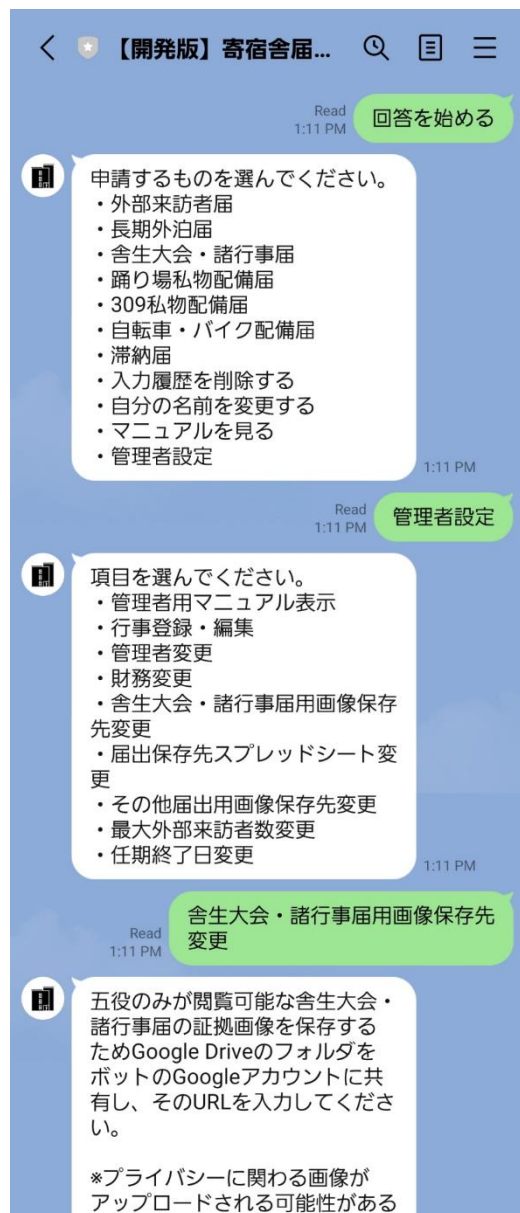 【開発版】寄宿舎届...
Read
1:11 PM
回答を始める
申請するものを選んでください。
・外部来訪者届
・長期外泊届
・舎生大会・諸行事届
・踊り場私物配備届
・309私物配備届
・自転車・バイク配備届
・滞納届
・入力履歴を削除する
・自分の名前を変更する
・マニュアルを見る
・管理者設定
1:11 PM
Read
1:11 PM
管理者設定
項目を選んでください。
・管理者用マニュアル表示
・行事登録・編集
・管理者変更
・財務変更
・舎生大会・諸行事届用画像保存
先変更
・届出保存先スプレッドシート変
更
・その他届出用画像保存先変更
・最大外部来訪者数変更
・任期終了日変更
1:11 PM
Read
1:11 PM
舎生大会・諸行事届用画像保存先
変更
五役のみが閲覧可能な舎生大会・
諸行事届の証拠画像を保存する
ためGoogle Driveのフォルダを
ボットのGoogleアカウントに共
有し、そのURLを入力してくださ
い。
*プライバシーに関わる画像が
アップロードされる可能性がある